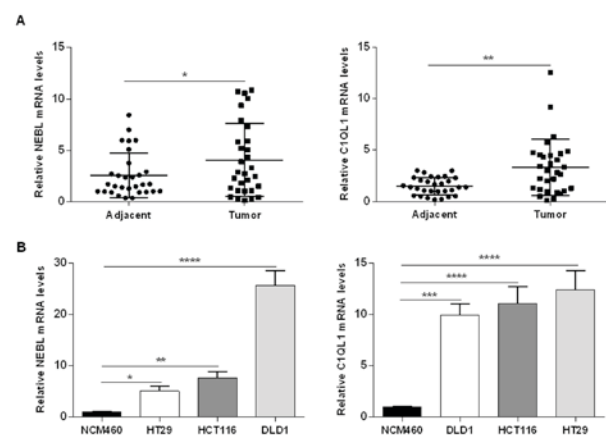 A
Relative NEBL mRNA levels
15
10
5
0
*
Adjacent Tumor
Relative C1QL1 mRNA levels
15
10
5
0
**
Adjacent Tumor
B
Relative NEBL mRNA levels
30
20
10
0
****
**
*
NCM460 HT29 HCT116 DLD1
Relative C1QL1 mRNA levels
15
10
5
0
****
****
***
NCM460 DLD1 HCT116 HT29